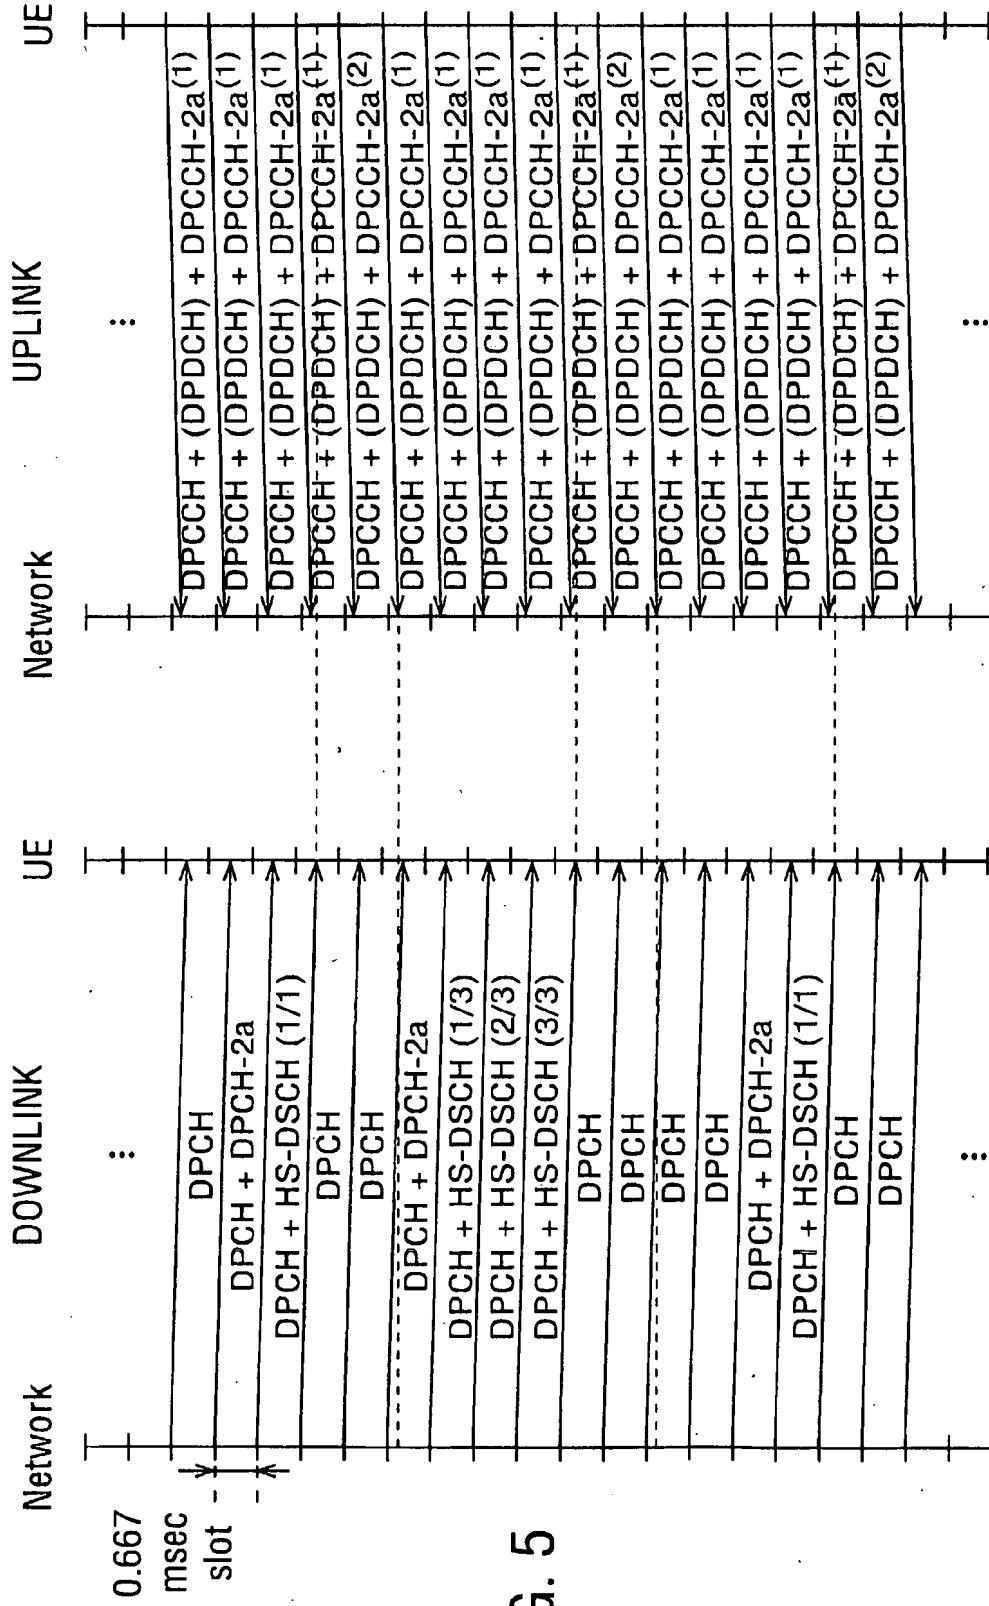 DOWNLINK
UPLINK
Network
UE
Network
UE
0.667
msec
slot
DPCH
DPCH + DPCH-2a
DPCH + HS-DSCH (1/1)
DPCH
DPCH
DPCH + DPCH-2a
DPCH + HS-DSCH (1/3)
DPCH + HS-DSCH (2/3)
DPCH + HS-DSCH (3/3)
DPCH
DPCH
DPCH
DPCH
DPCH + DPCH-2a
DPCH + HS-DSCH (1/1)
DPCH
DPCH
DPCCH + (DPDCH) + DPCCH-2a(1)
DPCCH + (DPDCH) + DPCCH-2a(1)
DPCCH + (DPDCH) + DPCCH-2a(1)
DPCCH + (DPDCH) + DPCCH-2a(1)
DPCCH + (DPDCH) + DPCCH-2a(2)
DPCCH + (DPDCH) + DPCCH-2a(1)
DPCCH + (DPDCH) + DPCCH-2a(1)
DPCCH + (DPDCH) + DPCCH-2a(1)
DPCCH + (DPDCH) + DPCCH-2a(1)
DPCCH + (DPDCH) + DPCCH-2a(1)
DPCCH + (DPDCH) + DPCCH-2a(2)
DPCCH + (DPDCH) + DPCCH-2a(1)
DPCCH + (DPDCH) + DPCCH-2a(1)
DPCCH + (DPDCH) + DPCCH-2a(1)
DPCCH + (DPDCH) + DPCCH-2a(1)
DPCCH + (DPDCH) + DPCCH-2a(1)
DPCCH + (DPDCH) + DPCCH-2a(2)
G. 5